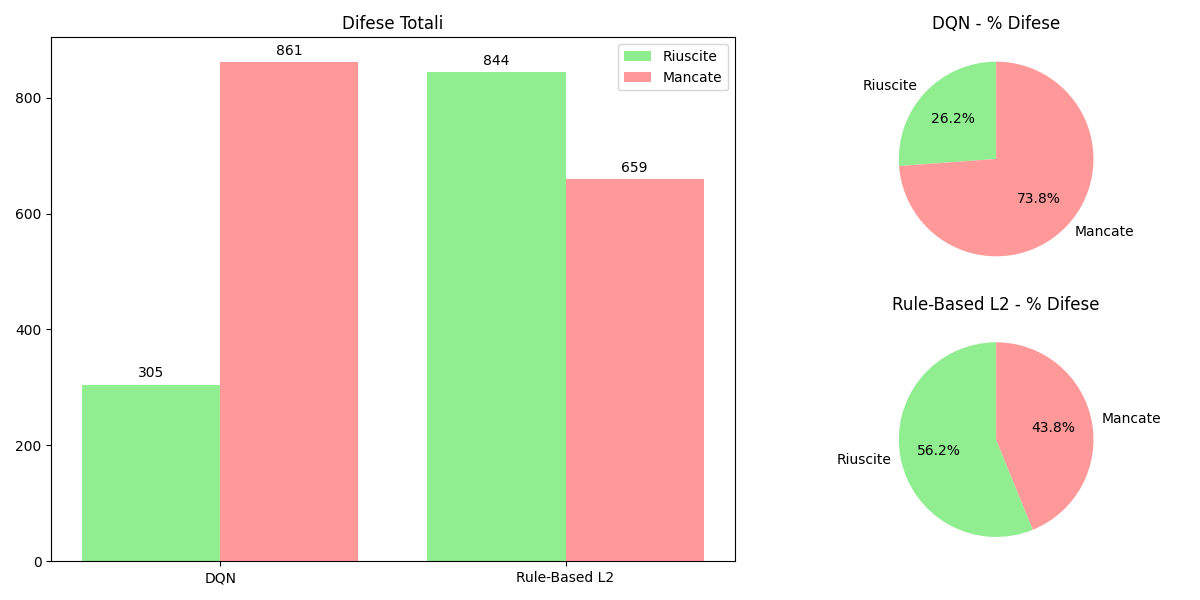 Difese Totali
861
844
659
305
Riuscite
Mancate
800
600
400
200
0
DQN
Rule-Based L2
DQN - % Difese
Riuscite
26.2%
73.8%
Mancate
Rule-Based L2 - % Difese
Mancate
43.8%
56.2%
Riuscite